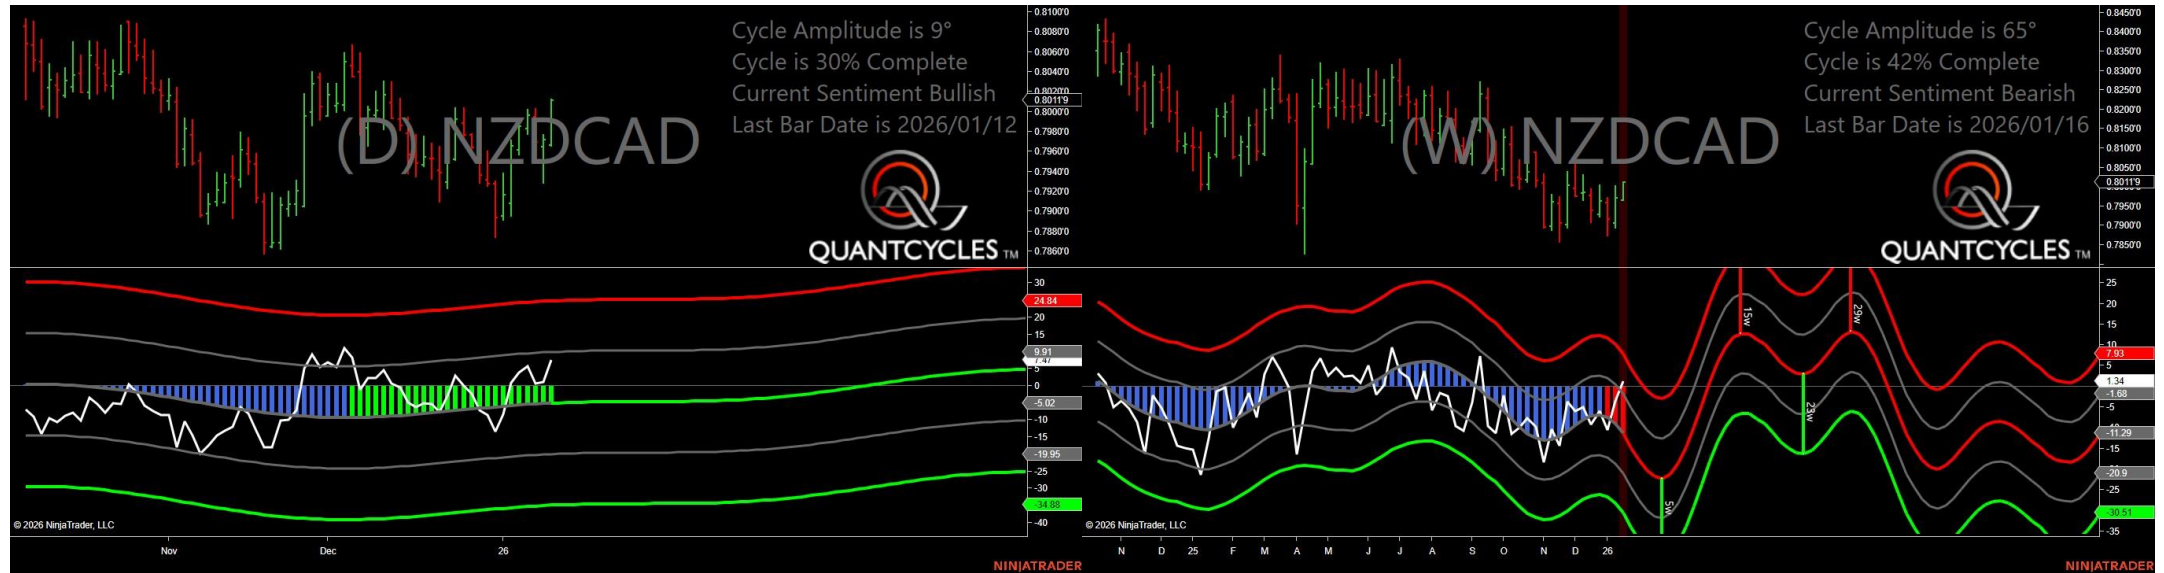 Cycle Amplitude is 9°
Cycle is 30% Complete
Current Sentiment Bullish
Last Bar Date is 2026/01/12
(D) NZDCAD
QUANTCYCLES TM
0.8100'0
0.8080'0
0.8060'0
0.8040'0
0.8020'0
0.8011'9
0.8000'0
0.7980'0
0.7960'0
0.7940'0
0.7920'0
0.7900'0
0.7880'0
0.7860'0
30
24.84
20
15
9.91
7.47
5
0
-5.02
-10
-15
-19.95
-25
-30
-34.88
-40
© 2026 NinjaTrader, LLC
Nov
Dec
26
NINJATRADER
Cycle Amplitude is 65°
Cycle is 42% Complete
Current Sentiment Bearish
Last Bar Date is 2026/01/16
(W) NZDCAD
QUANTCYCLES TM
0.8450'0
0.8400'0
0.8350'0
0.8300'0
0.8250'0
0.8200'0
0.8150'0
0.8100'0
0.8050'0
0.8011'9
0.7950'0
0.7900'0
0.7850'0
15w
29w
23w
5w
25
20
15
7.93
5
1.34
-1.68
-5
-11.29
-15
-20.9
-25
-30.51
-35
© 2026 NinjaTrader, LLC
N D 25 F M A M J J A S O N D 26
NINJATRADER